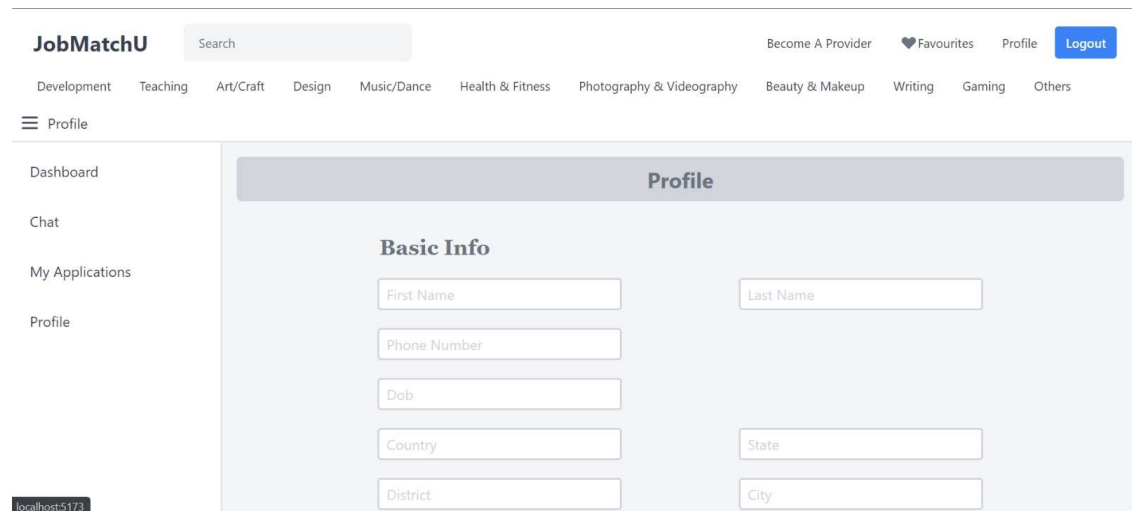 JobMatchU Search Become A Provider Favourites Profile Logout
Development Teaching Art/Craft Design Music/Dance Health & Fitness Photography & Videography Beauty & Makeup Writing Gaming Others
Profile
Dashboard
Chat
My Applications
Profile
Profile
Basic Info
First Name Last Name
Phone Number
Dob
Country State
District City
localhost:5173